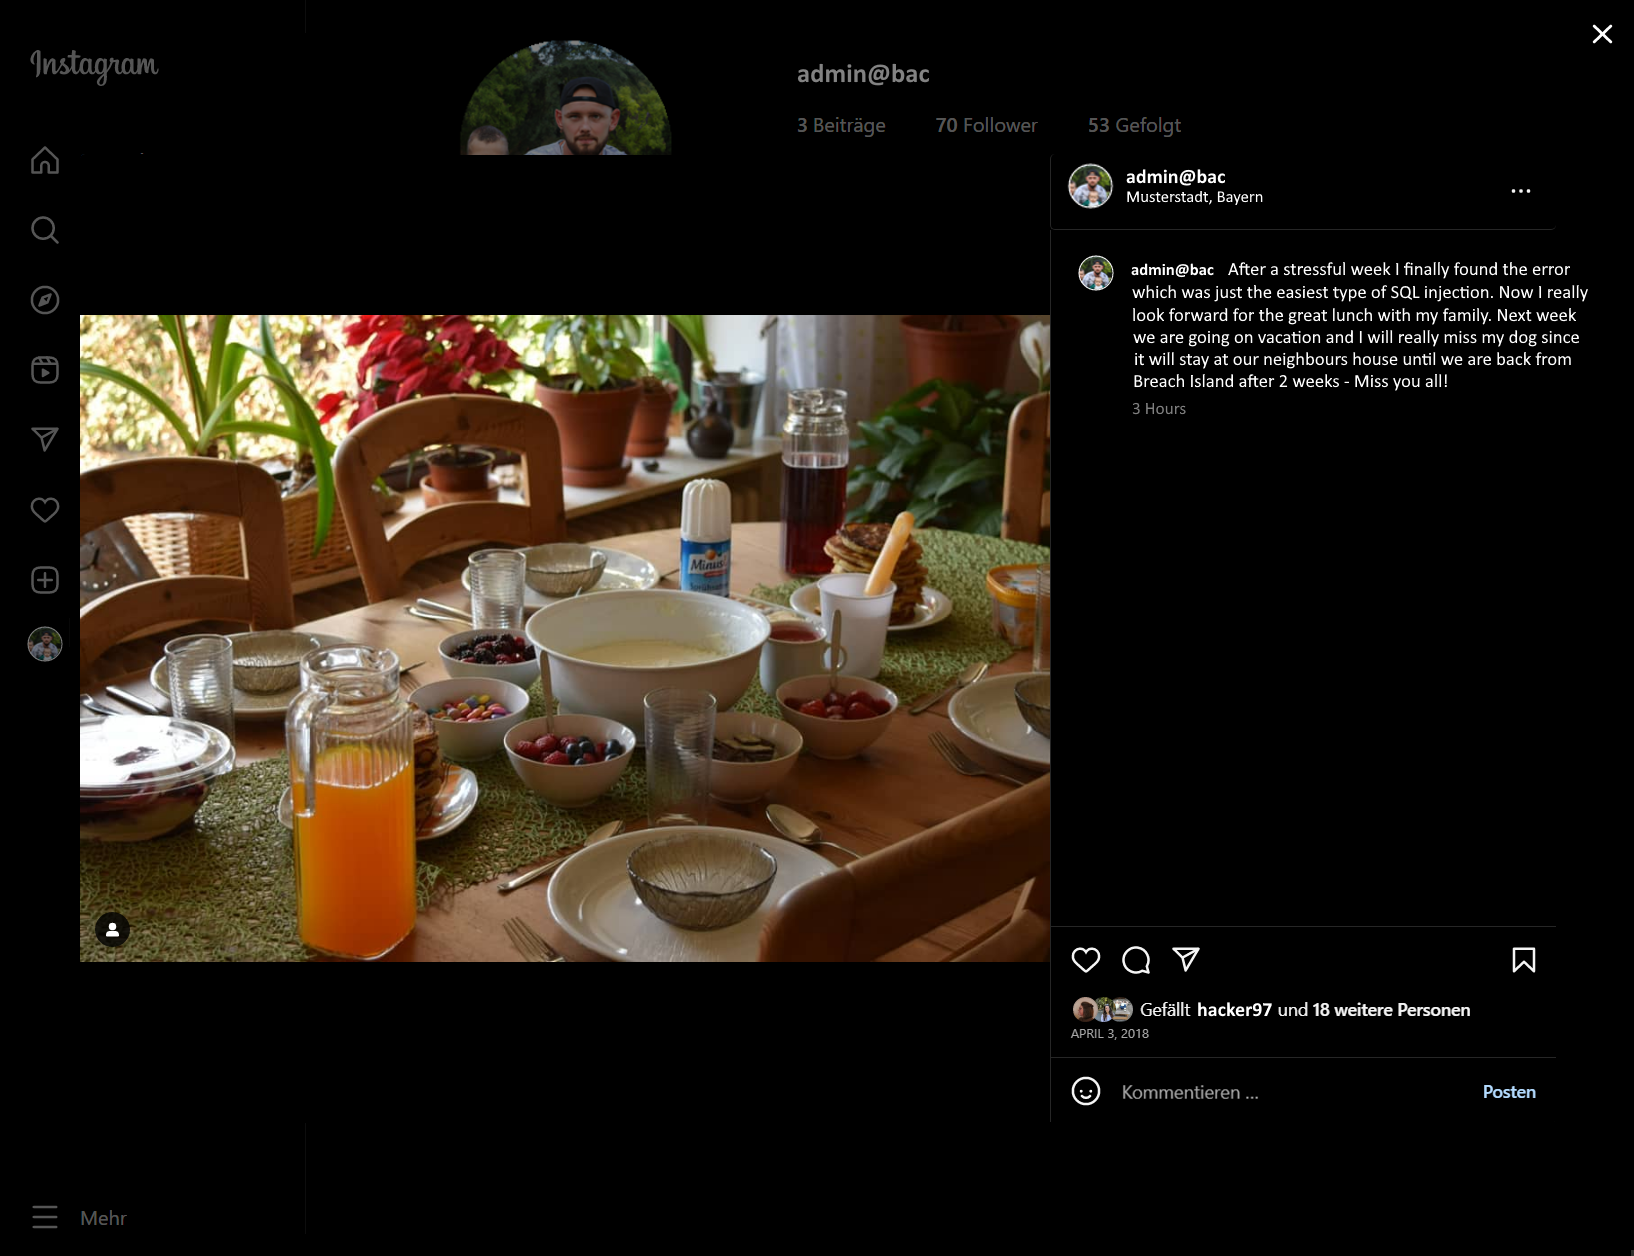 Instagram
admin@bac
3 Beiträge 70 Follower 53 Gefolgt
admin@bac
Musterstadt, Bayern
admin@bac After a stressful week I finally found the error
which was just the easiest type of SQL injection. Now I really
look forward for the great lunch with my family. Next week
we are going on vacation and I will really miss my dog since
it will stay at our neighbours house until we are back from
Breach Island after 2 weeks - Miss you all!
3 Hours
Minus
Gefällt hacker97 und 18 weitere Personen
APRIL 3, 2018
Kommentieren ... Posten
Mehr